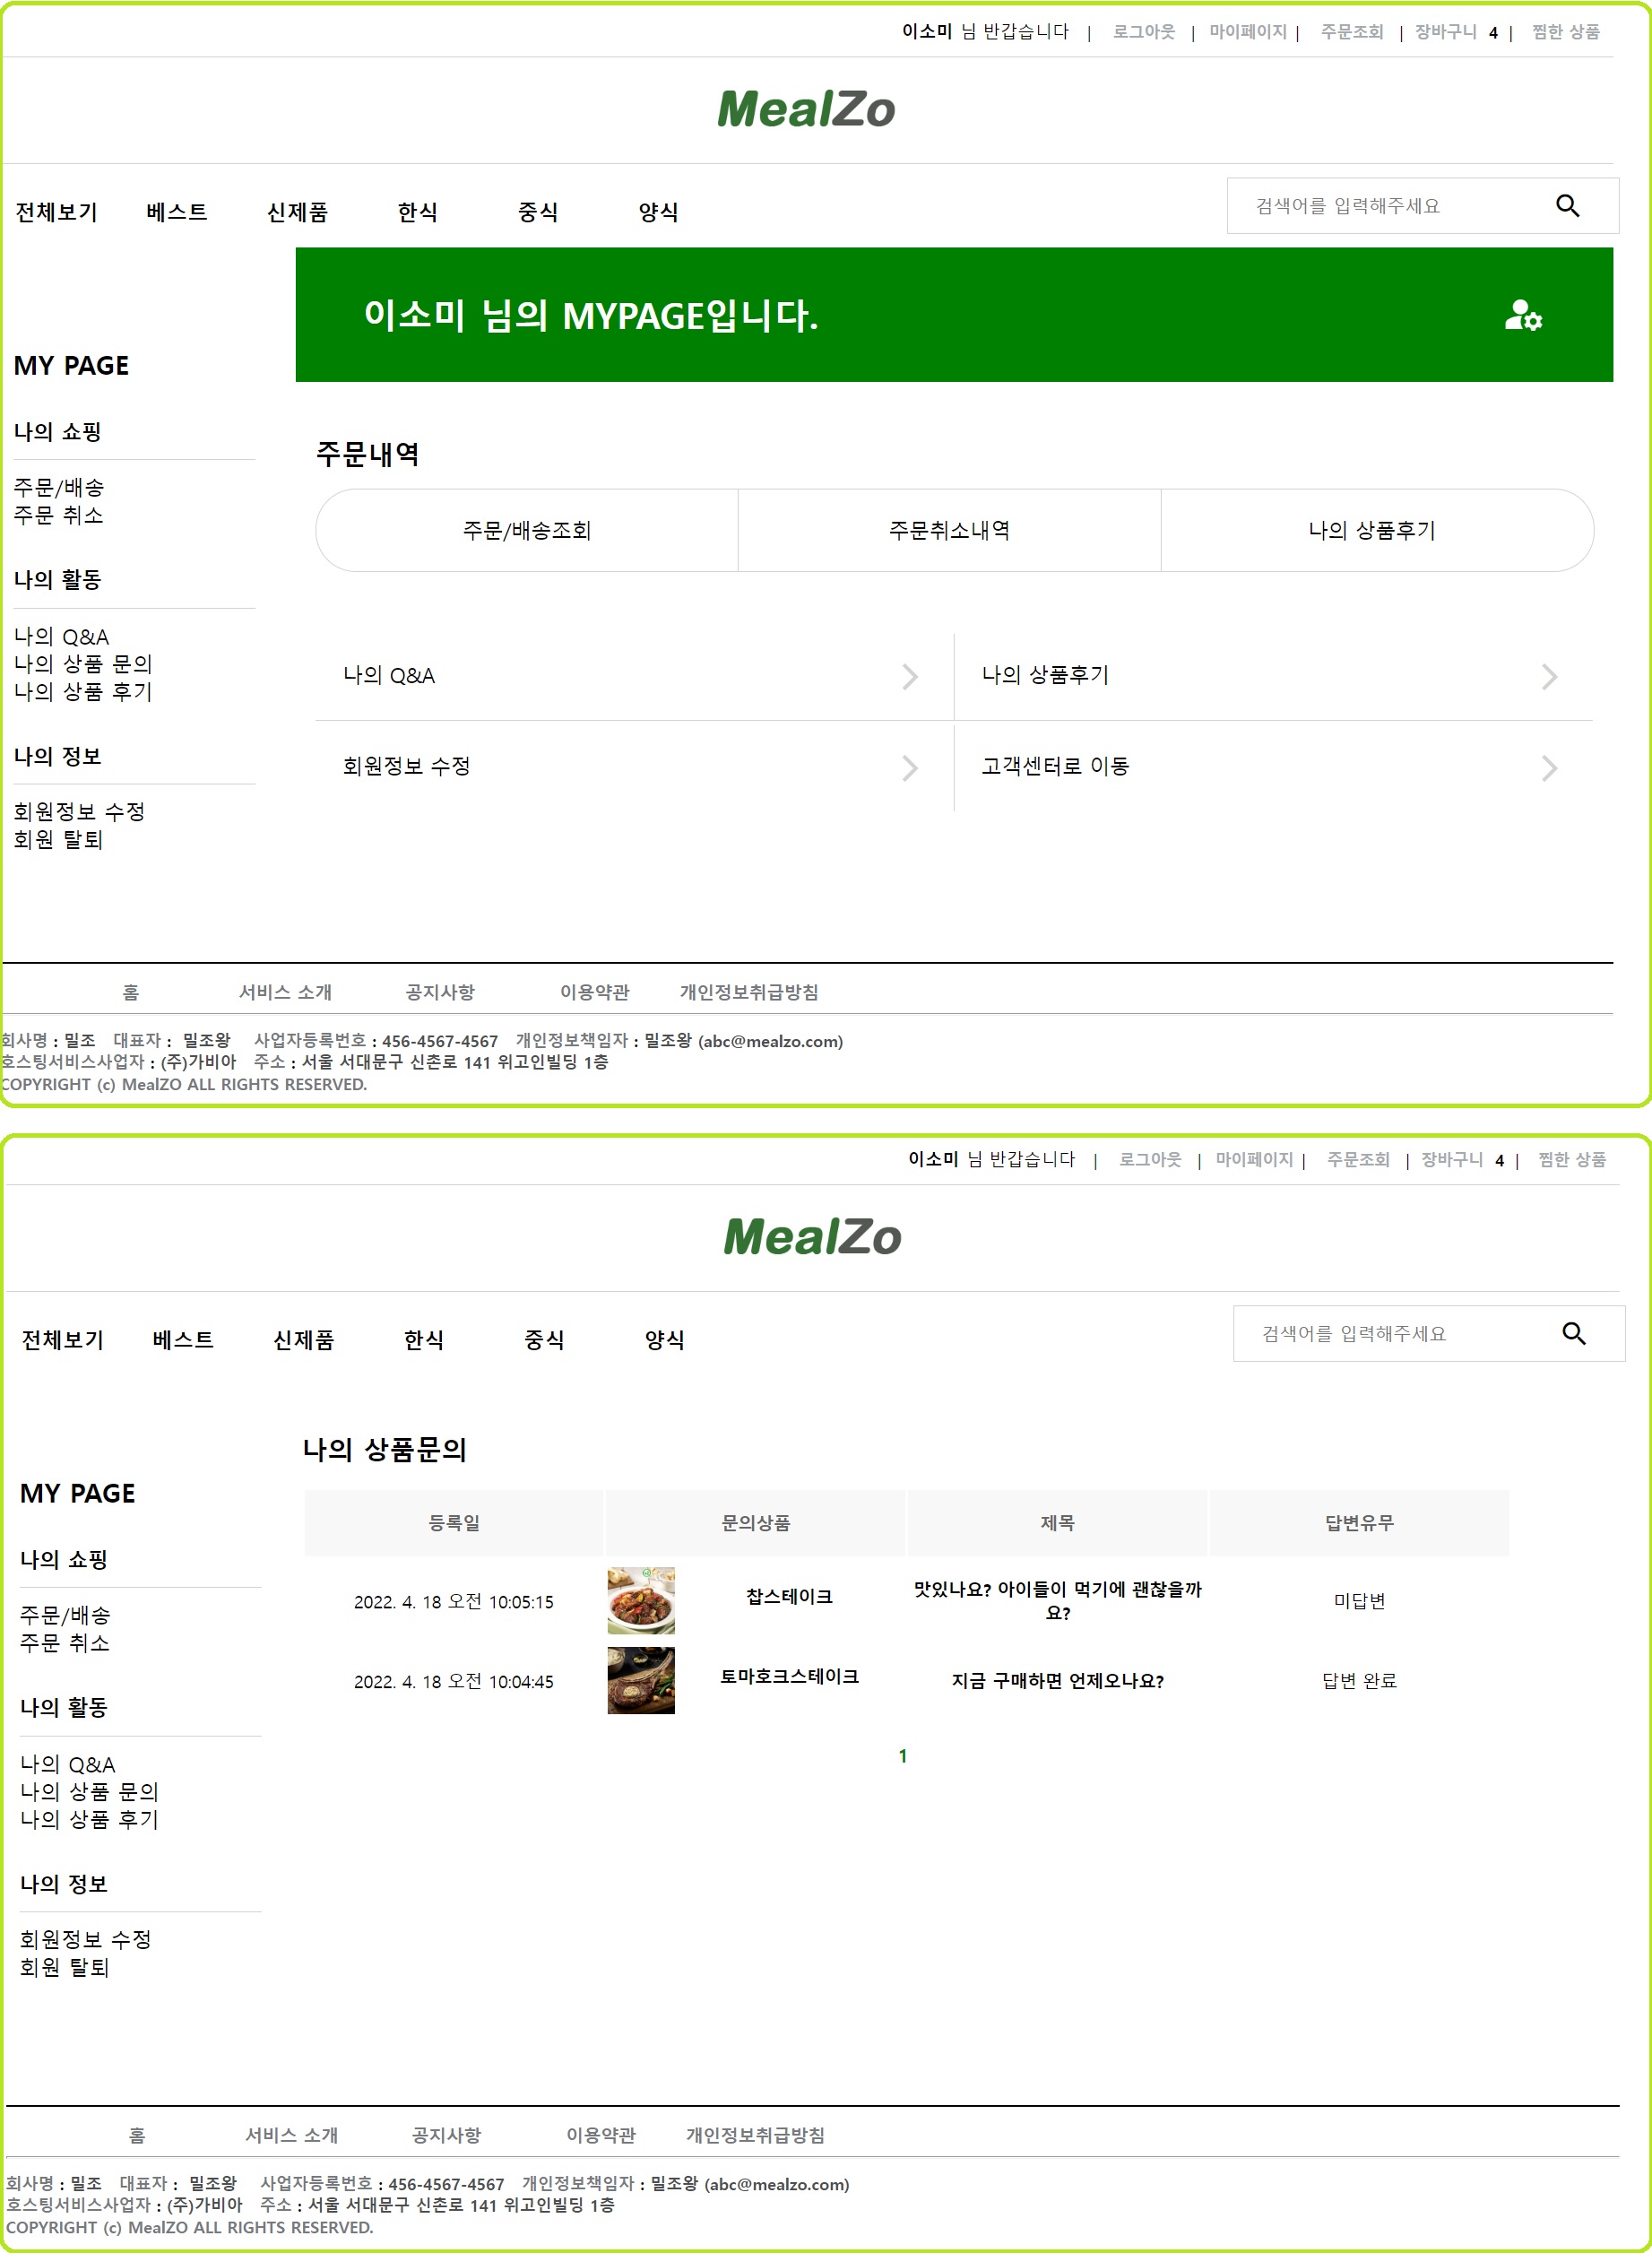 이소미 님 반갑습니다 | 로그아웃 | 마이페이지 | 주문조회 | 장바구니 4 | 찜한 상품
MealZo
전체보기 베스트 신제품 한식 중식 양식 검색어를 입력해주세요
이소미 님의 MYPAGE입니다.
MY PAGE
나의 쇼핑
주문/배송
주문 취소
나의 활동
나의 Q&A
나의 상품 문의
나의 상품 후기
나의 정보
회원정보 수정
회원 탈퇴
주문내역
주문/배송조회 주문취소내역 나의 상품후기
나의 Q&A 나의 상품후기
회원정보 수정 고객센터로 이동
홈 서비스 소개 공지사항 이용약관 개인정보취급방침
회사명 : 밀조 대표자 : 밀조왕 사업자등록번호 : 456-4567-4567 개인정보책임자 : 밀조왕 (abc@mealzo.com)
호스팅서비스사업자 : (주)가비아 주소 : 서울 서대문구 신촌로 141 위고인빌딩 1층
COPYRIGHT (c) MealZO ALL RIGHTS RESERVED.
이소미 님 반갑습니다 | 로그아웃 | 마이페이지 | 주문조회 | 장바구니 4 | 찜한 상품
MealZo
전체보기 베스트 신제품 한식 중식 양식 검색어를 입력해주세요
MY PAGE
나의 쇼핑
주문/배송
주문 취소
나의 활동
나의 Q&A
나의 상품 문의
나의 상품 후기
나의 정보
회원정보 수정
회원 탈퇴
나의 상품문의
등록일 문의상품 제목 답변유무
2022. 4. 18 오전 10:05:15 찹스테이크 맛있나요? 아이들이 먹기에 괜찮을까
요? 미답변
2022. 4. 18 오전 10:04:45 토마호크스테이크 지금 구매하면 언제오나요? 답변 완료
1
홈 서비스 소개 공지사항 이용약관 개인정보취급방침
회사명 : 밀조 대표자 : 밀조왕 사업자등록번호 : 456-4567-4567 개인정보책임자 : 밀조왕 (abc@mealzo.com)
호스팅서비스사업자 : (주)가비아 주소 : 서울 서대문구 신촌로 141 위고인빌딩 1층
COPYRIGHT (c) MealZO ALL RIGHTS RESERVED.